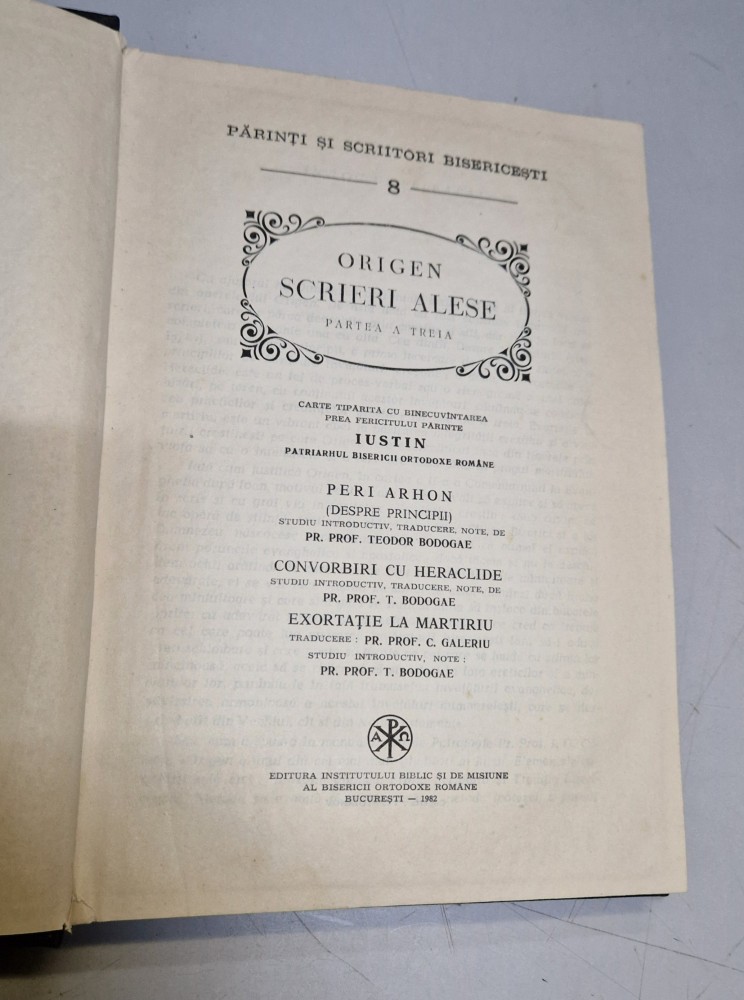 PĂRINȚI ȘI SCRIITORI BISERICEȘTI
8
ORIGEN
SCRIERI ALESE
PARTEA A TREIA
CARTE TIPĂRITĂ CU BINECUVÎNTAREA
PREA FERICITULUI PĂRINTE
IUSTIN
PATRIARHUL BISERICII ORTODOXE ROMÂNE
PERI ARHON
(DESPRE PRINCIPII)
STUDIU INTRODUCTIV, TRADUCERE, NOTE, DE
PR. PROF. TEODOR BODOGAE
CONVORBIRI CU HERACLIDE
STUDIU INTRODUCTIV, TRADUCERE, NOTE, DE
PR. PROF. T. BODOGAE
EXORTAȚIE LA MARTIRIU
TRADUCERE : PR. PROF. C. GALERIU
STUDIU INTRODUCTIV, NOTE :
PR. PROF. T. BODOGAE
Α Ω
EDITURA INSTITUTULUI BIBLIC ȘI DE MISIUNE
AL BISERICII ORTODOXE ROMÂNE
BUCUREȘTI — 1982